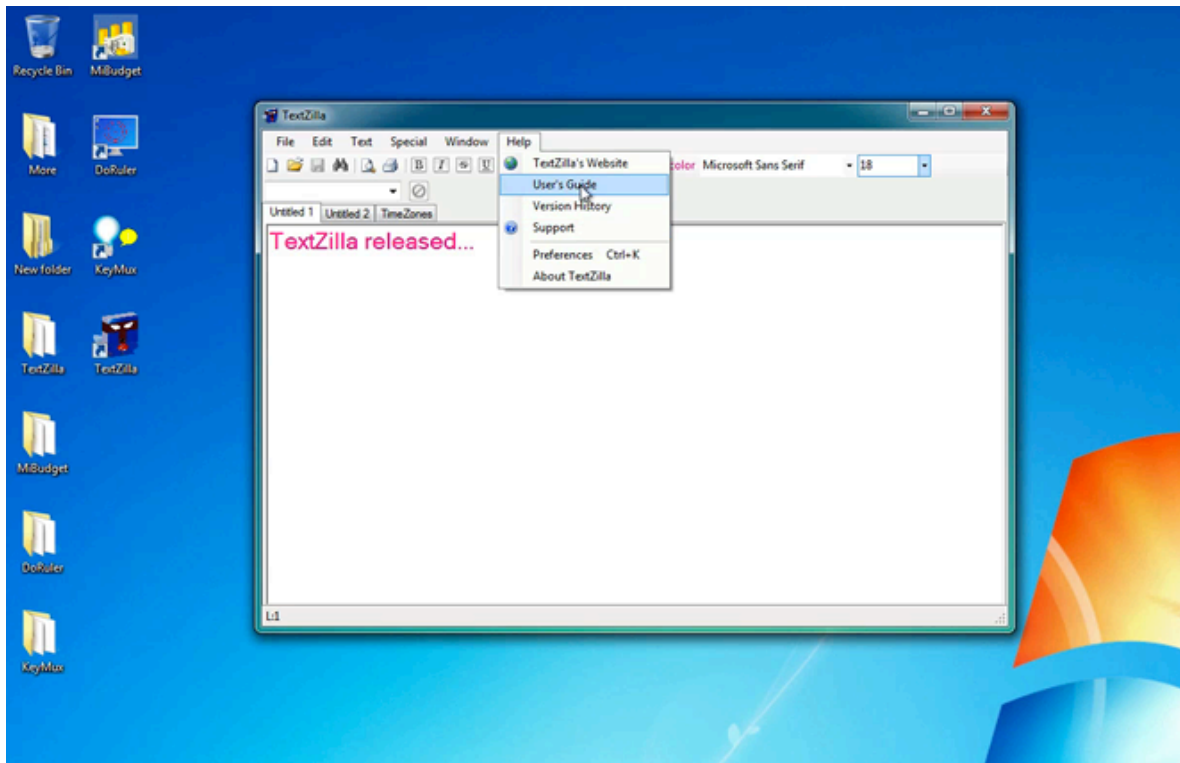 Recycle Bin
MiBudget
More
DoRuler
New folder
KeyMux
TextZilla
TextZilla
MiBudget
DoRuler
KeyMux
TextZilla
File Edit Text Special Window Help
B I S U
Color Microsoft Sans Serif 18
Untitled 1 Untitled 2 TimeZones
TextZilla released...
TextZilla's Website
User's Guide
Version History
Support
Preferences Ctrl+K
About TextZilla
L:1